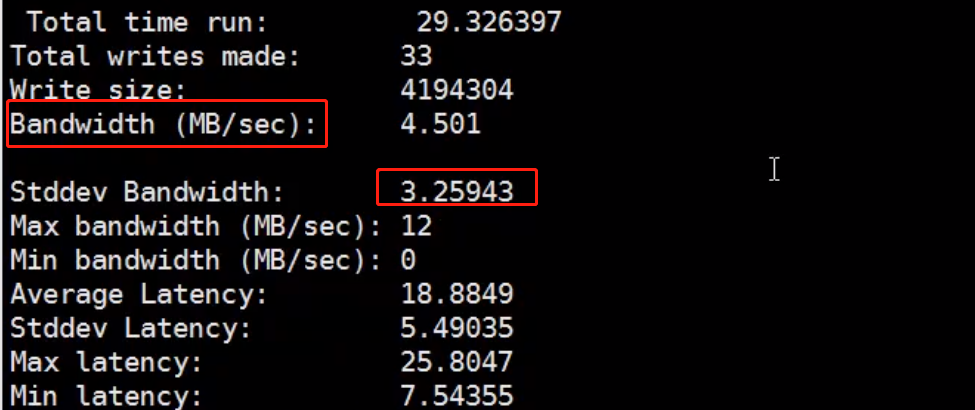 Total time run: 29.326397
Total writes made: 33
Write size: 4194304
Bandwidth (MB/sec): 4.501
Stddev Bandwidth: 3.25943
Max bandwidth (MB/sec): 12
Min bandwidth (MB/sec): 0
Average Latency: 18.8849
Stddev Latency: 5.49035
Max latency: 25.8047
Min latency: 7.54355